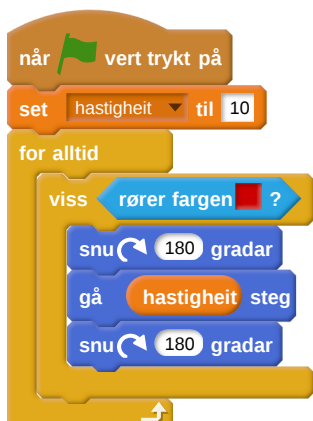 når vert trykt på
set hastigheit til 10
for alltid
viss rører fargen ?
snu 180 gradar
gå hastigheit steg
snu 180 gradar